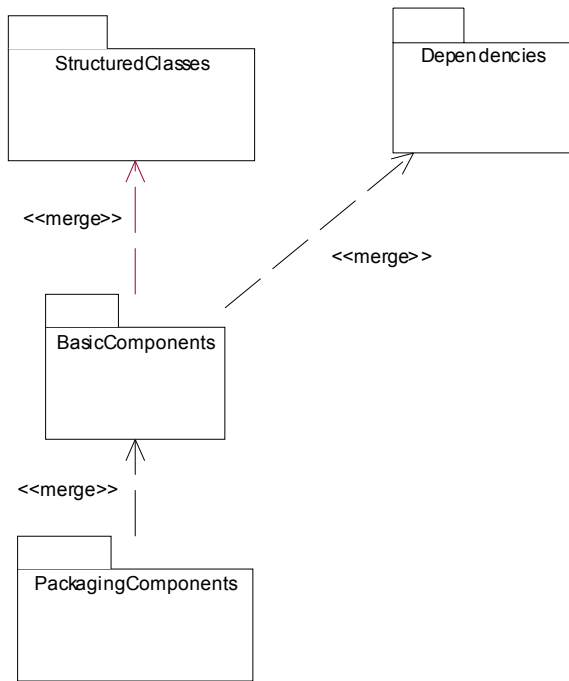 StructuredClasses
Dependencies
<<merge>>
<<merge>>
BasicComponents
<<merge>>
PackagingComponents